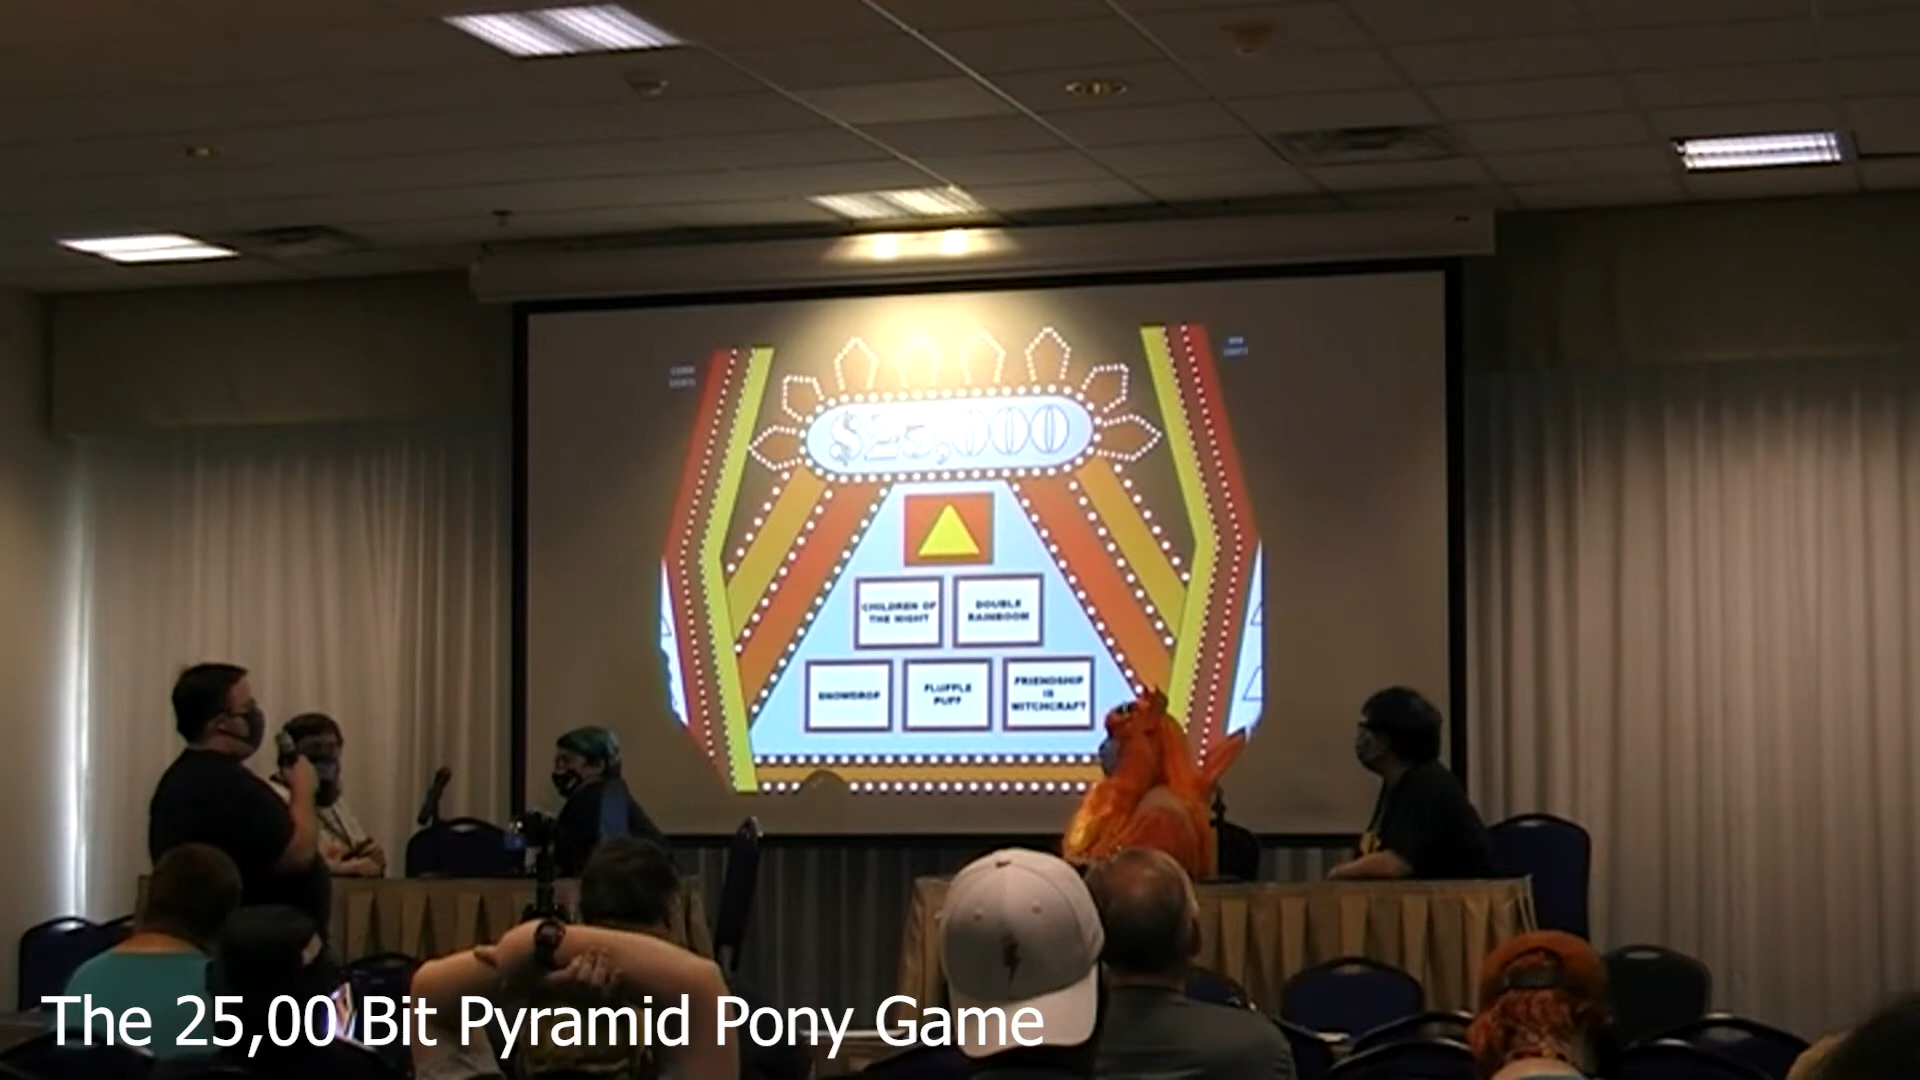 $25,000
CHILDREN OF
THE NIGHT
DOUBLE
RAINBOOM
SNOWDROP
FLUFFLE
PUFF
FRIENDSHIP
IS
WITCHCRAFT
The 25,00 Bit Pyramid Pony Game